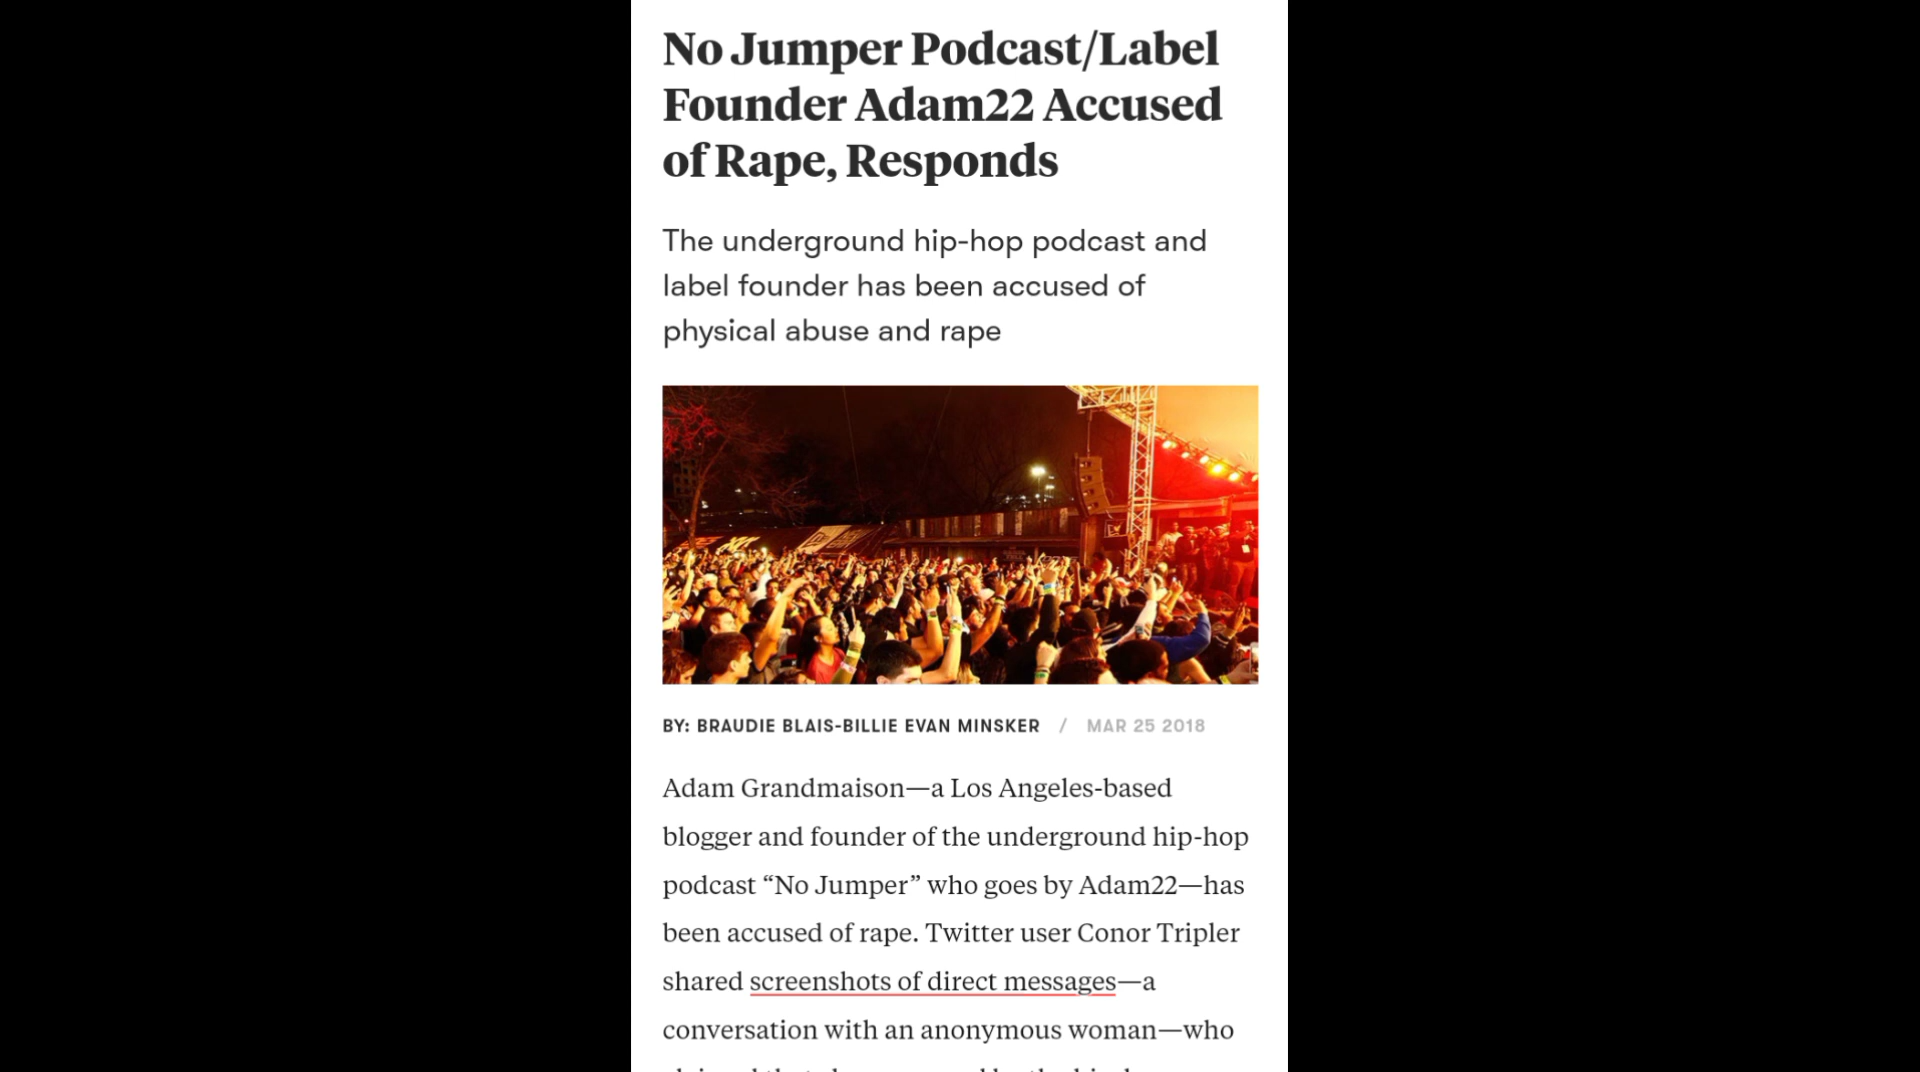 No Jumper Podcast/Label
Founder Adam22 Accused
of Rape, Responds
The underground hip-hop podcast and
label founder has been accused of
physical abuse and rape
BY: BRAUDIE BLAIS-BILLIE EVAN MINSKER / MAR 25 2018
Adam Grandmaison—a Los Angeles-based
blogger and founder of the underground hip-hop
podcast “No Jumper” who goes by Adam22—has
been accused of rape. Twitter user Conor Tripler
shared screenshots of direct messages—a
conversation with an anonymous woman—who